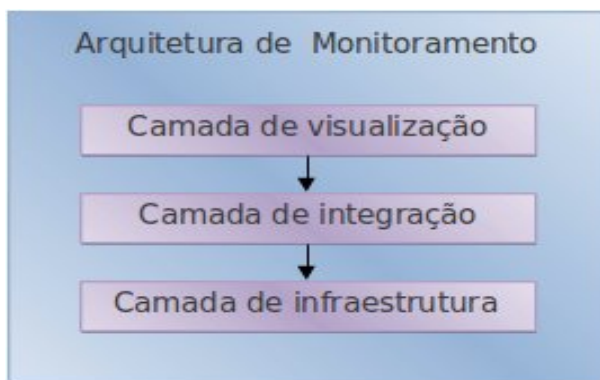 Arquitetura de Monitoramento
Camada de visualização
Camada de integração
Camada de infraestrutura